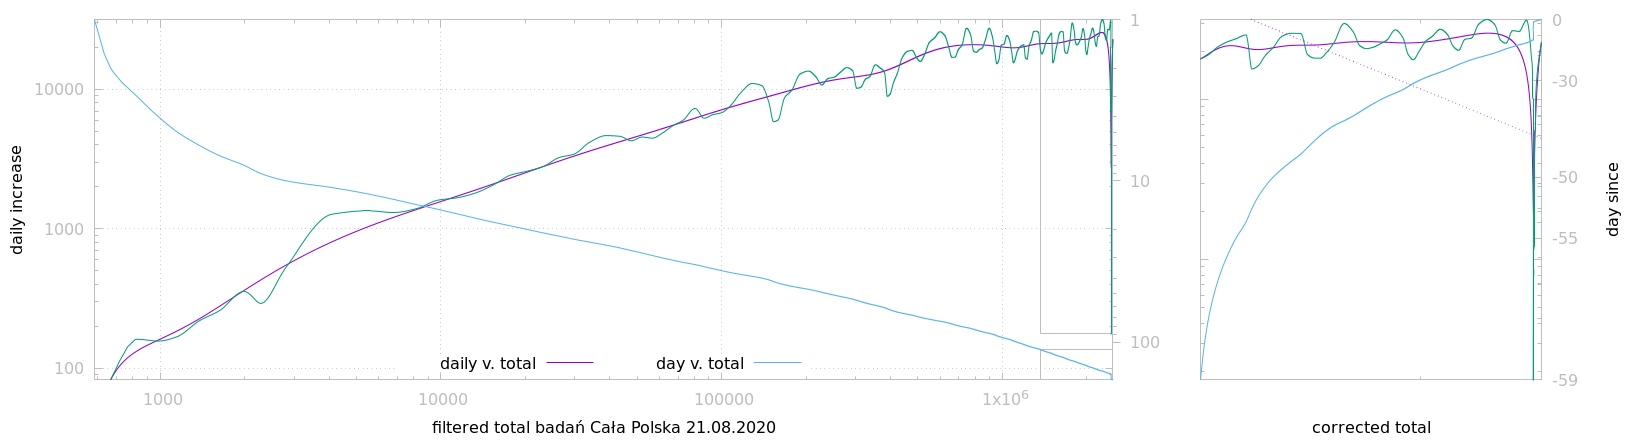 daily increase
10000
1000
100
1000
10000
100000
1x10⁶
1
10
100
daily v. total
day v. total
filtered total badań Cała Polska 21.08.2020
0
-30
-50
-55
-59
day since
corrected total